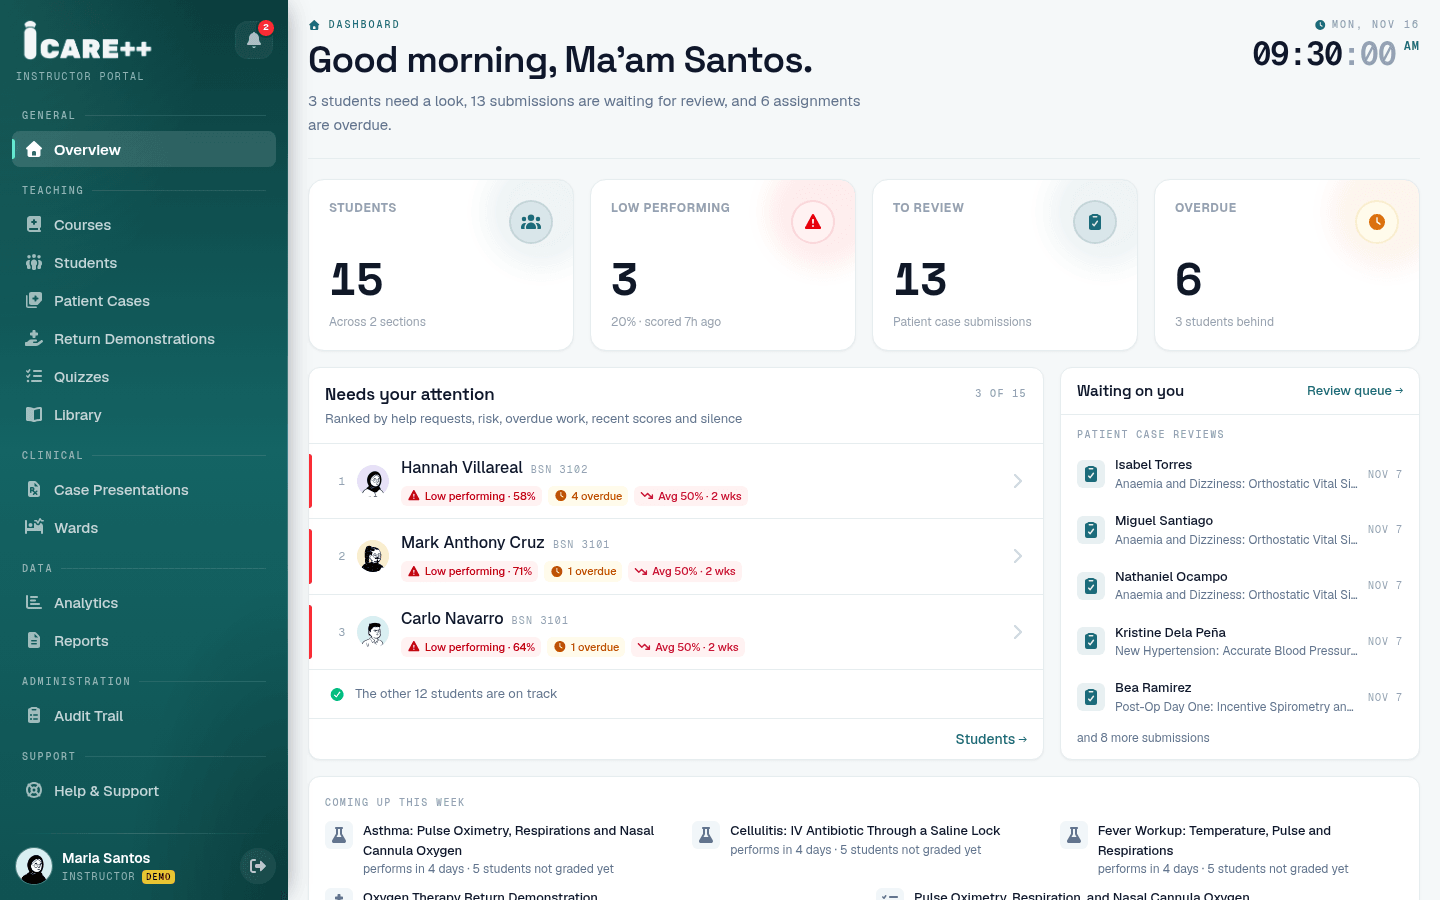 iCARE++
2
INSTRUCTOR PORTAL
GENERAL
Overview
TEACHING
Courses
Students
Patient Cases
Return Demonstrations
Quizzes
Library
CLINICAL
Case Presentations
Wards
DATA
Analytics
Reports
ADMINISTRATION
Audit Trail
SUPPORT
Help & Support
Maria Santos
INSTRUCTOR DEMO
DASHBOARD
Good morning, Ma'am Santos.
3 students need a look, 13 submissions are waiting for review, and 6 assignments
are overdue.
MON, NOV 16
09:30:00 AM
STUDENTS
15
Across 2 sections
LOW PERFORMING
3
20% · scored 7h ago
TO REVIEW
13
Patient case submissions
OVERDUE
6
3 students behind
Needs your attention
3 OF 15
Ranked by help requests, risk, overdue work, recent scores and silence
1
Hannah Villareal BSN 3102
Low performing · 58% 4 overdue Avg 50% · 2 wks
2
Mark Anthony Cruz BSN 3101
Low performing · 71% 1 overdue Avg 50% · 2 wks
3
Carlo Navarro BSN 3101
Low performing · 64% 1 overdue Avg 50% · 2 wks
The other 12 students are on track
Students →
Waiting on you
Review queue →
PATIENT CASE REVIEWS
Isabel Torres
Anaemia and Dizziness: Orthostatic Vital Si...
NOV 7
Miguel Santiago
Anaemia and Dizziness: Orthostatic Vital Si...
NOV 7
Nathaniel Ocampo
Anaemia and Dizziness: Orthostatic Vital Si...
NOV 7
Kristine Dela Peña
New Hypertension: Accurate Blood Pressur...
NOV 7
Bea Ramirez
Post-Op Day One: Incentive Spirometry an...
NOV 7
and 8 more submissions
COMING UP THIS WEEK
Asthma: Pulse Oximetry, Respirations and Nasal
Cannula Oxygen
performs in 4 days · 5 students not graded yet
Cellulitis: IV Antibiotic Through a Saline Lock
performs in 4 days · 5 students not graded yet
Fever Workup: Temperature, Pulse and
Respirations
performs in 4 days · 5 students not graded yet
Oxygen Therapy Return Demonstration
Pulse Oximetry, Respiration, and Nasal Cannula Oxygen